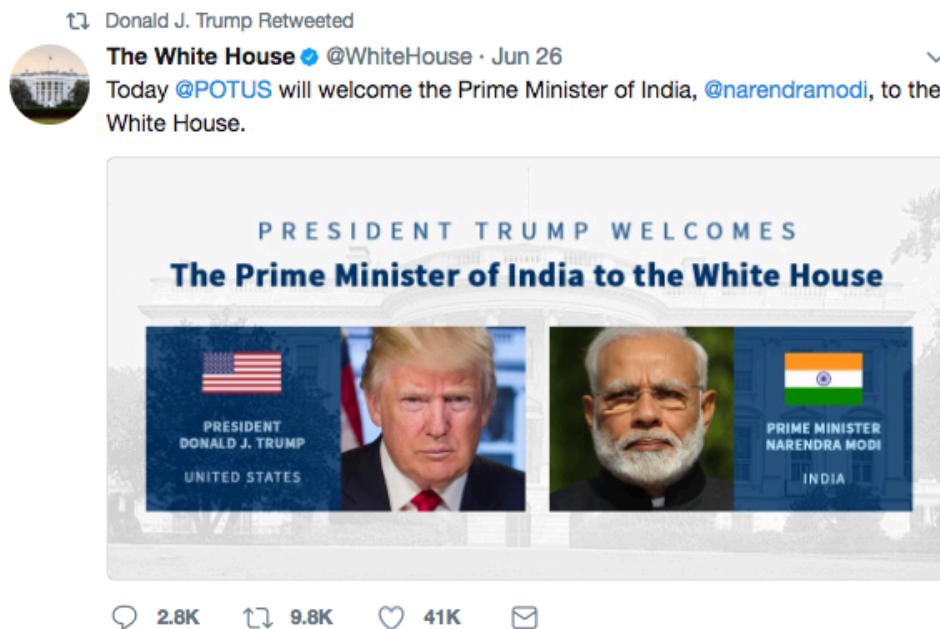 Donald J. Trump Retweeted
The White House @WhiteHouse · Jun 26
Today @POTUS will welcome the Prime Minister of India, @narendramodi, to the
White House.
PRESIDENT TRUMP WELCOMES
The Prime Minister of India to the White House
PRESIDENT
DONALD J. TRUMP
UNITED STATES
PRIME MINISTER
NARENDRA MODI
INDIA
2.8K 9.8K 41K